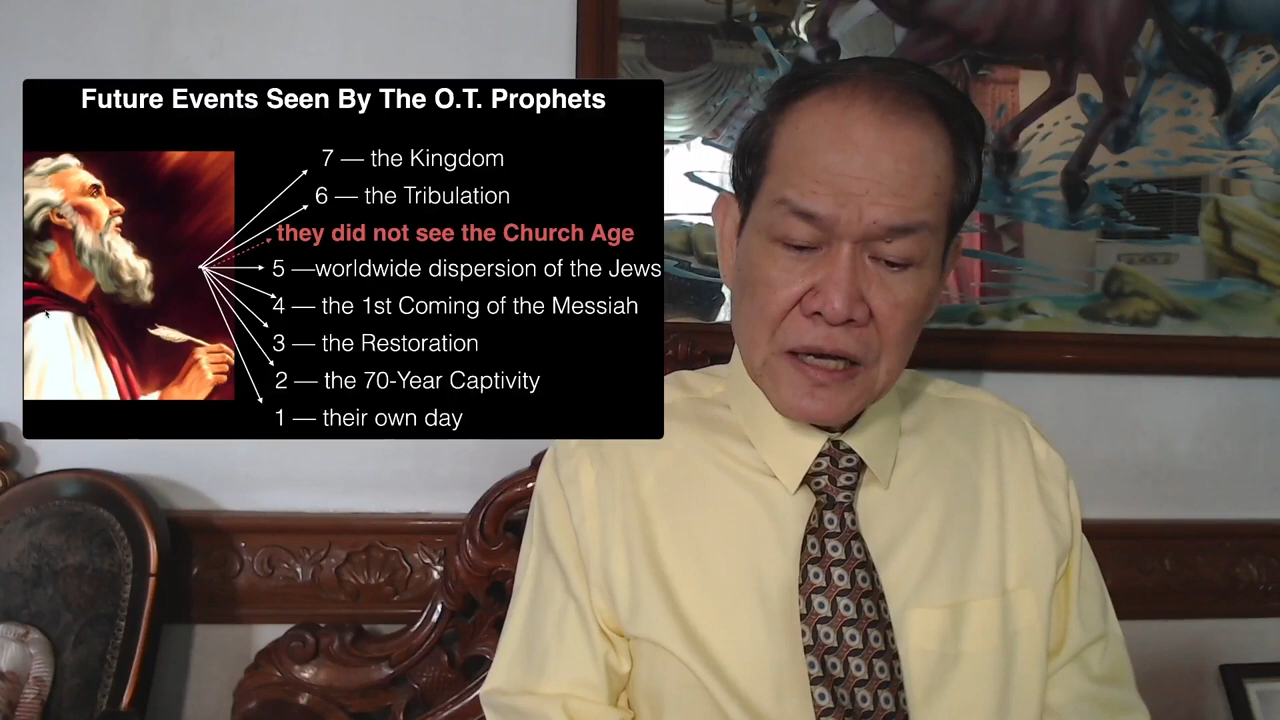 Future Events Seen By The O.T. Prophets
7 — the Kingdom
6 — the Tribulation
they did not see the Church Age
5 —worldwide dispersion of the Jews
4 — the 1st Coming of the Messiah
3 — the Restoration
2 — the 70-Year Captivity
1 — their own day